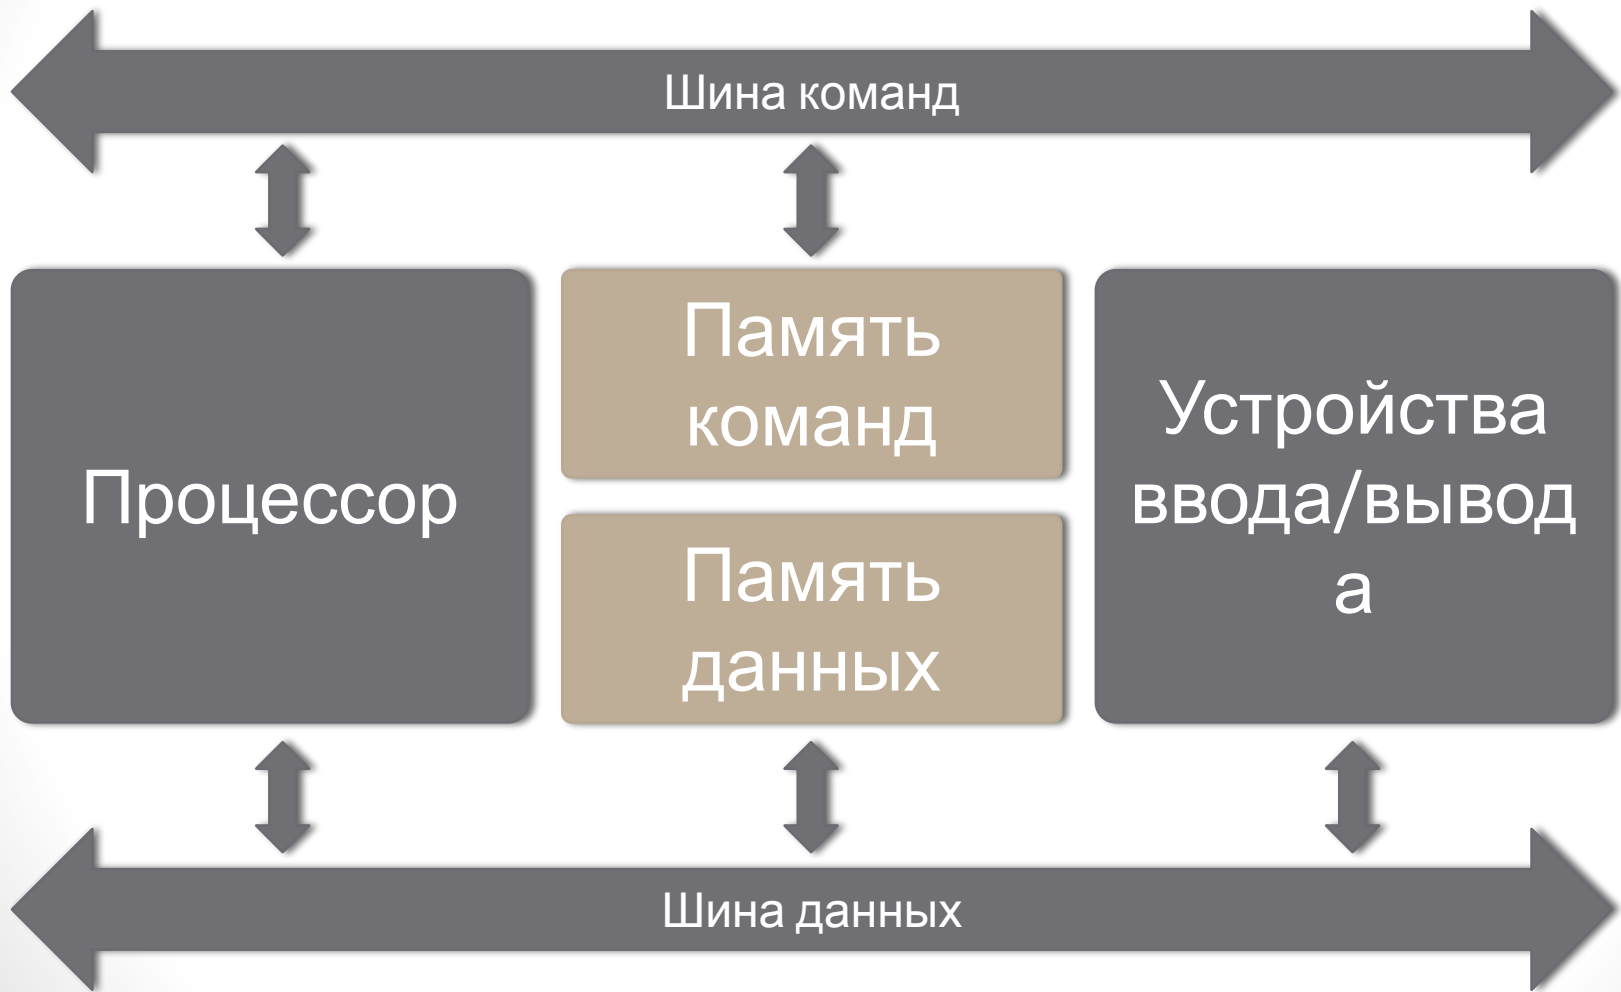 Шина команд
Процессор
Память
команд
Память
данных
Устройства
ввода/вывод
а
Шина данных